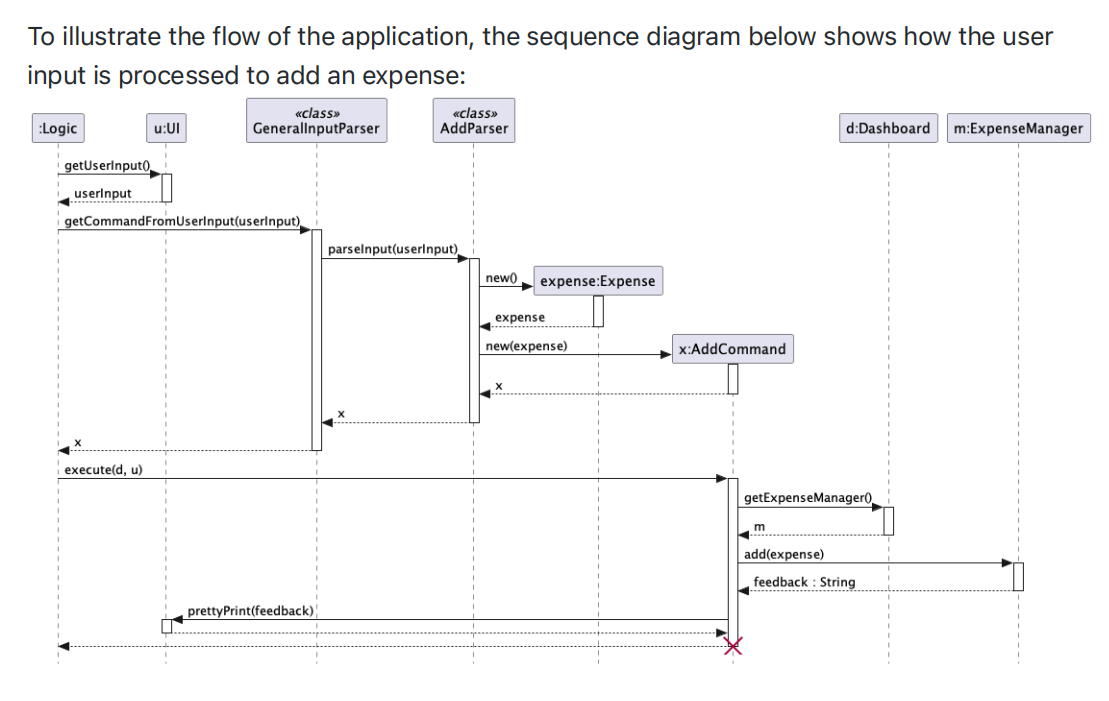 To illustrate the flow of the application, the sequence diagram below shows how the user
input is processed to add an expense:
:Logic
u:UI
«class»
GeneralInputParser
«class»
AddParser
d:Dashboard
m:ExpenseManager
getUserInput()
userInput
getCommandFromUserInput(userInput)
parseInput(userInput)
new()
expense:Expense
expense
new(expense)
x:AddCommand
x
x
x
execute(d, u)
getExpenseManager()
m
add(expense)
feedback : String
prettyPrint(feedback)